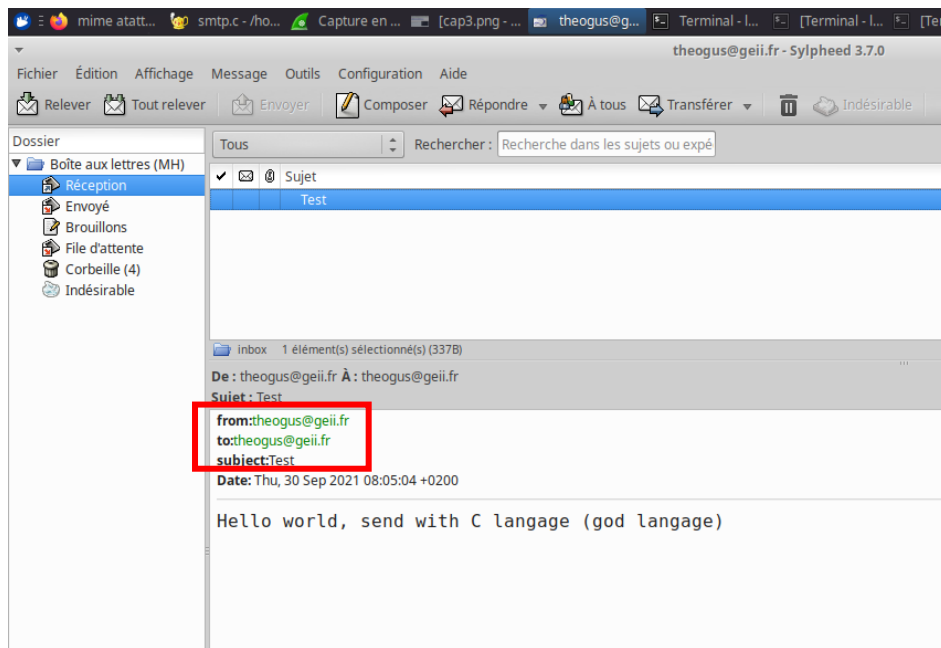 mime atatt... smtp.c - /ho... Capture en ... [cap3.png - ... theogus@g... Terminal - l... [Terminal - l... [Te
theogus@geii.fr - Sylpheed 3.7.0
Fichier Édition Affichage Message Outils Configuration Aide
Relever Tout relever Envoyer Composer Répondre À tous Transférer Indésirable
Dossier
Tous Rechercher : Recherche dans les sujets ou expé
Boîte aux lettres (MH)
Sujet
Réception
Test
Envoyé
Brouillons
File d'attente
Corbeille (4)
Indésirable
inbox 1 élément(s) sélectionné(s) (337B)
De : theogus@geii.fr À : theogus@geii.fr
Sujet : Test
from:theogus@geii.fr
to:theogus@geii.fr
subject:Test
Date: Thu, 30 Sep 2021 08:05:04 +0200
Hello world, send with C langage (god langage)